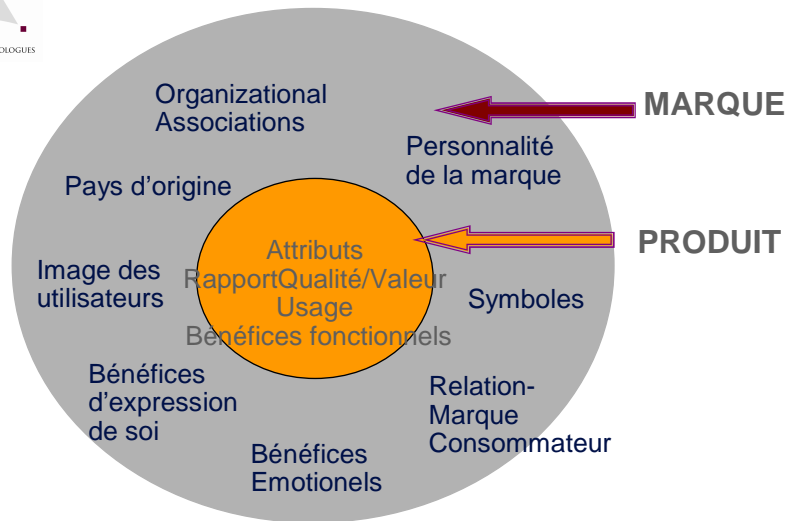 OLOGUES
Organizational
Associations
MARQUE
Personnalité
de la marque
Pays d'origine
PRODUIT
Attributs
RapportQualité/Valeur
Usage
Bénéfices fonctionnels
Image des
utilisateurs
Symboles
Bénéfices
d'expression
de soi
Relation-
Marque
Consommateur
Bénéfices
Emotionels